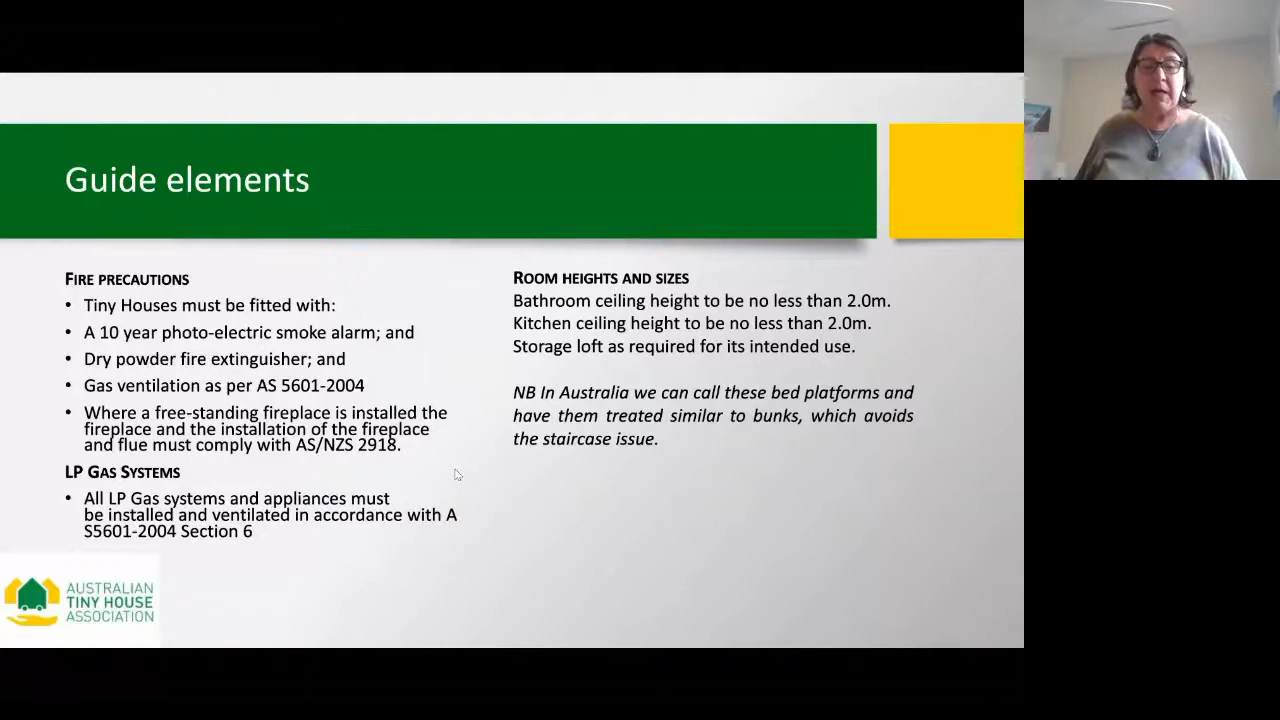 Guide elements
FIRE PRECAUTIONS
• Tiny Houses must be fitted with:
• A 10 year photo-electric smoke alarm; and
• Dry powder fire extinguisher; and
• Gas ventilation as per AS 5601-2004
• Where a free-standing fireplace is installed the
fireplace and the installation of the fireplace
and flue must comply with AS/NZS 2918.
LP GAS SYSTEMS
• All LP Gas systems and appliances must
be installed and ventilated in accordance with A
S5601-2004 Section 6
ROOM HEIGHTS AND SIZES
Bathroom ceiling height to be no less than 2.0m.
Kitchen ceiling height to be no less than 2.0m.
Storage loft as required for its intended use.
NB In Australia we can call these bed platforms and
have them treated similar to bunks, which avoids
the staircase issue.
AUSTRALIAN
TINY HOUSE
ASSOCIATION